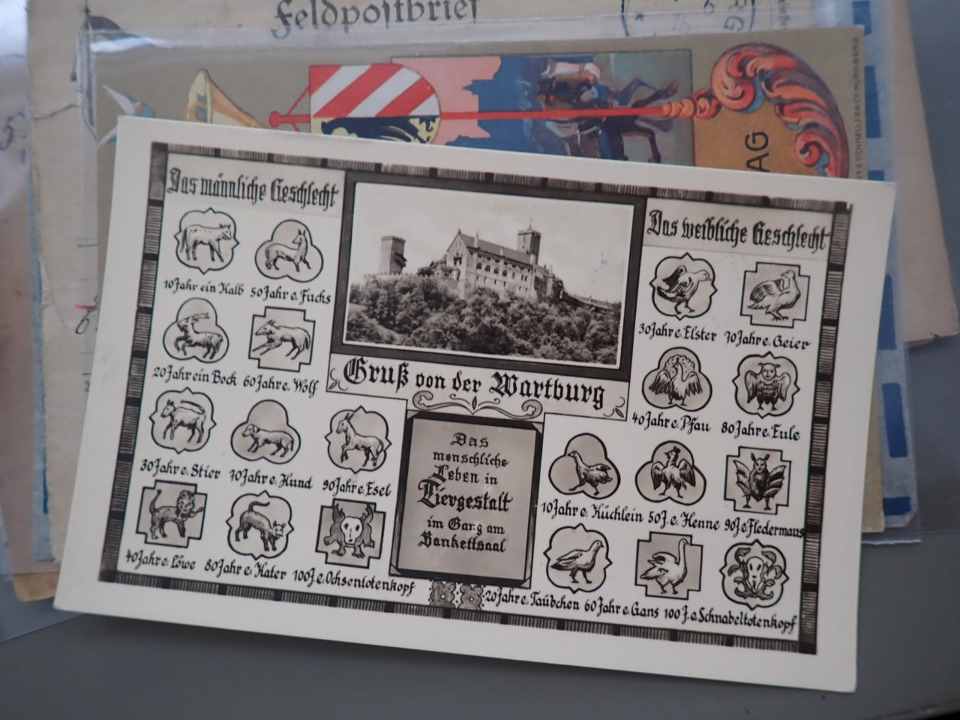 Feldpostbrief
AG
Das männliche Geschlecht
10 Jahr ein Kalb 50 Jahr e. Fuchs
20 Jahr ein Bock 60 Jahr e. Wolf
30 Jahr e. Stier 70 Jahr e. Hund 90 Jahr e. Esel
40 Jahr e. Löwe 80 Jahr e. Kater 100 J. e. Ochsentotenkopf
Gruß von der Wartburg
Das
menschliche
Leben in
Tiergestalt
im Gang am
Bankettsaal
Das weibliche Geschlecht
30 Jahr e. Elster 70 Jahr e. Geier
40 Jahr e. Pfau 80 Jahr e. Eule
10 Jahr e. Küchlein 50 J. e. Henne 90 J. e. Fledermaus
20 Jahr e. Täubchen 60 Jahr e. Gans 100 J. e. Schnabeltotenkopf